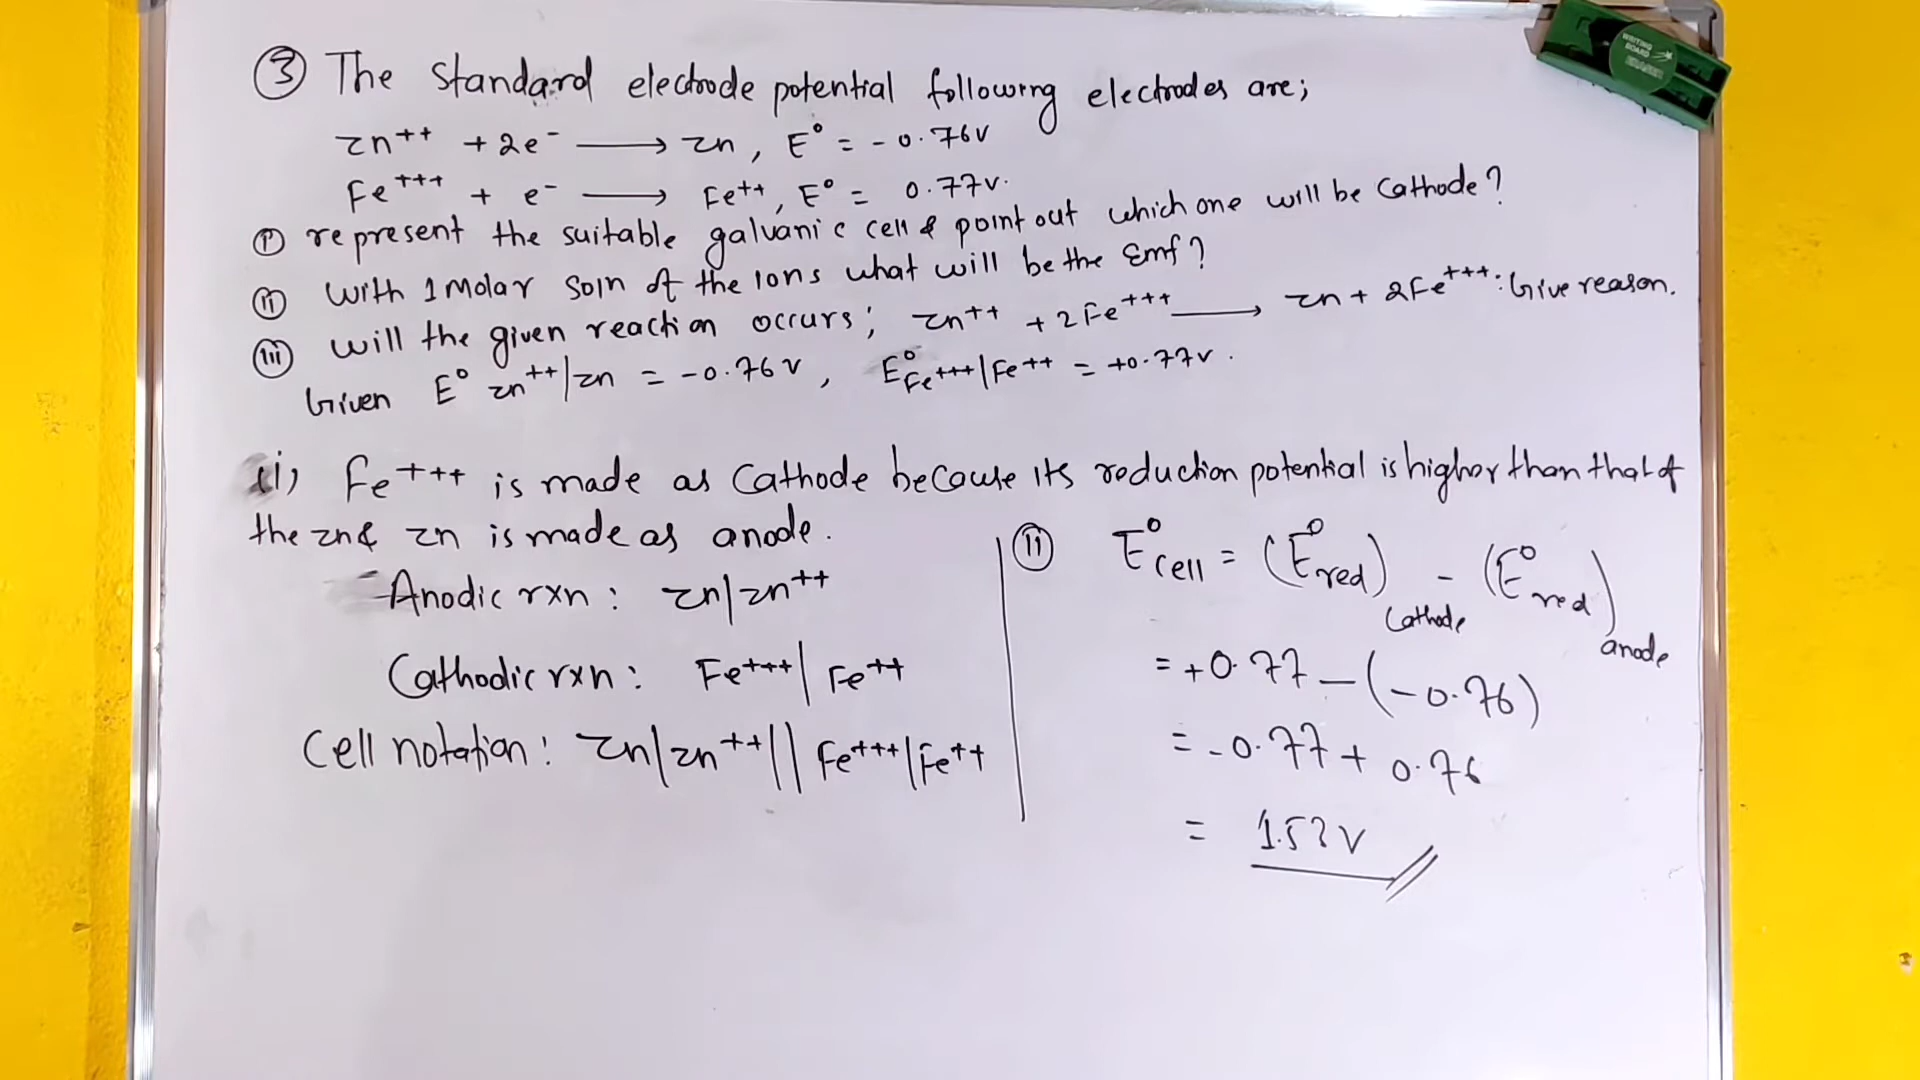 ③ The standard electrode potential following electrodes are;
zn⁺⁺ + 2e⁻ ⟶ zn, E° = - 0.76v
Fe⁺⁺⁺ + e⁻ ⟶ Fe⁺⁺, E° = 0.77v.
ⓘ represent the suitable galvanic cell & point out which one will be Cathode?
ⓘⓘ With 1 Molar soln of the Ions what will be the Emf?
ⓘⓘⓘ will the given reaction occurs; zn⁺⁺ + 2Fe⁺⁺⁺ ⟶ zn + 2Fe⁺⁺⁺. Give reason.
Given E° zn⁺⁺/zn = -0.76v, E°Fe⁺⁺⁺/Fe⁺⁺ = +0.77v.
(i) Fe⁺⁺⁺ is made as Cathode because its reduction potential is higher than that of
the zn & zn is made as anode.
Anodic rxn: zn/zn⁺⁺
Cathodic rxn: Fe⁺⁺⁺/Fe⁺⁺
Cell notation: zn/zn⁺⁺||Fe⁺⁺⁺/Fe⁺⁺
ⓘⓘ E°cell = (E°red)cathode - (E°red)anode
= +0.77-(-0.76)
= -0.77+0.76
= 1.53v
WRITING
BOARD